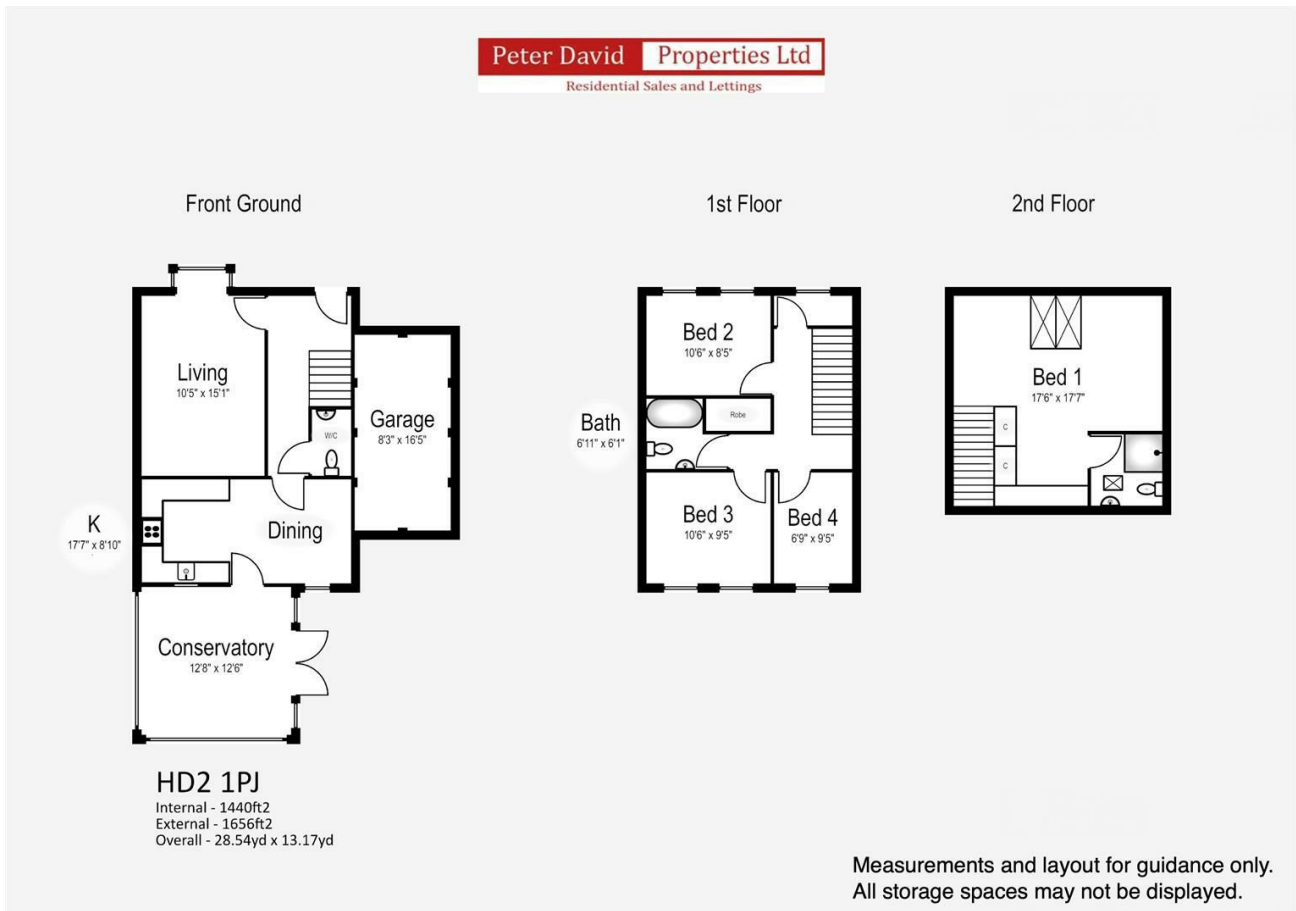 Peter David Properties Ltd
Residential Sales and Lettings
Front Ground
1st Floor
2nd Floor
Living
10'5" x 15'1"
W/C
Garage
8'3" x 16'5"
K
17'7" x 8'10"
Dining
Conservatory
12'8" x 12'6"
Bed 2
10'6" x 8'5"
Bath
6'11" x 6'1"
Robe
Bed 3
10'6" x 9'5"
Bed 4
6'9" x 9'5"
Bed 1
17'6" x 17'7"
C
C
HD2 1PJ
Internal - 1440ft2
External - 1656ft2
Overall - 28.54yd x 13.17yd
Measurements and layout for guidance only.
All storage spaces may not be displayed.